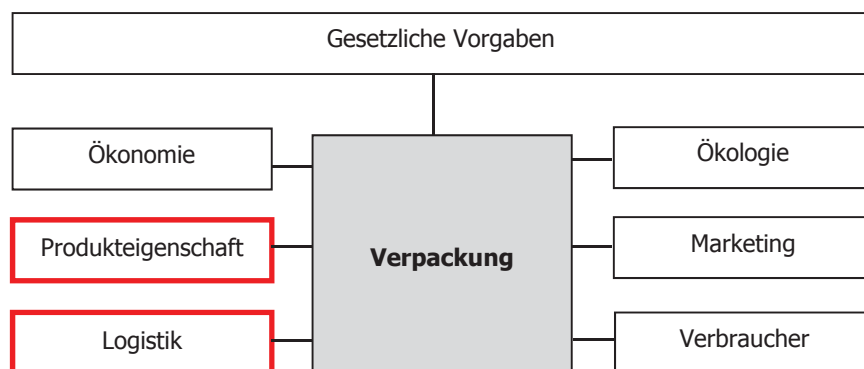 Gesetzliche Vorgaben
Ökonomie
Ökologie
Produkteigenschaft
Verpackung
Marketing
Logistik
Verbraucher